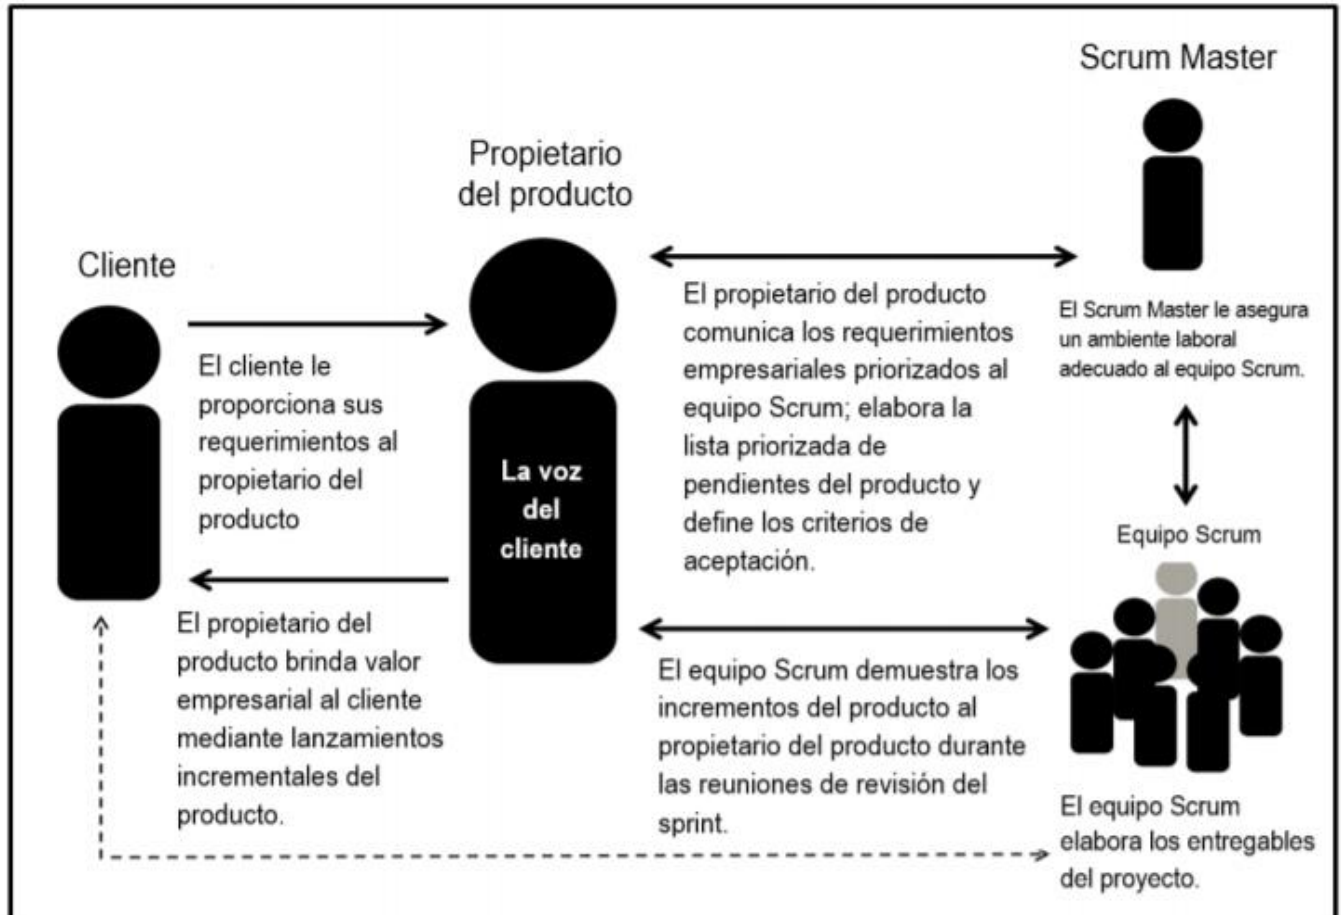 Scrum Master
Propietario
del producto
Cliente
La voz
del
cliente
El cliente le
proporciona sus
requerimientos al
propietario del
producto
El propietario del
producto brinda valor
empresarial al cliente
mediante lanzamientos
incrementales del
producto.
El propietario del producto
comunica los requerimientos
empresariales priorizados al
equipo Scrum; elabora la
lista priorizada de
pendientes del producto y
define los criterios de
aceptación.
El equipo Scrum demuestra los
incrementos del producto al
propietario del producto durante
las reuniones de revisión del
sprint.
El Scrum Master le asegura
un ambiente laboral
adecuado al equipo Scrum.
Equipo Scrum
El equipo Scrum
elabora los entregables
del proyecto.